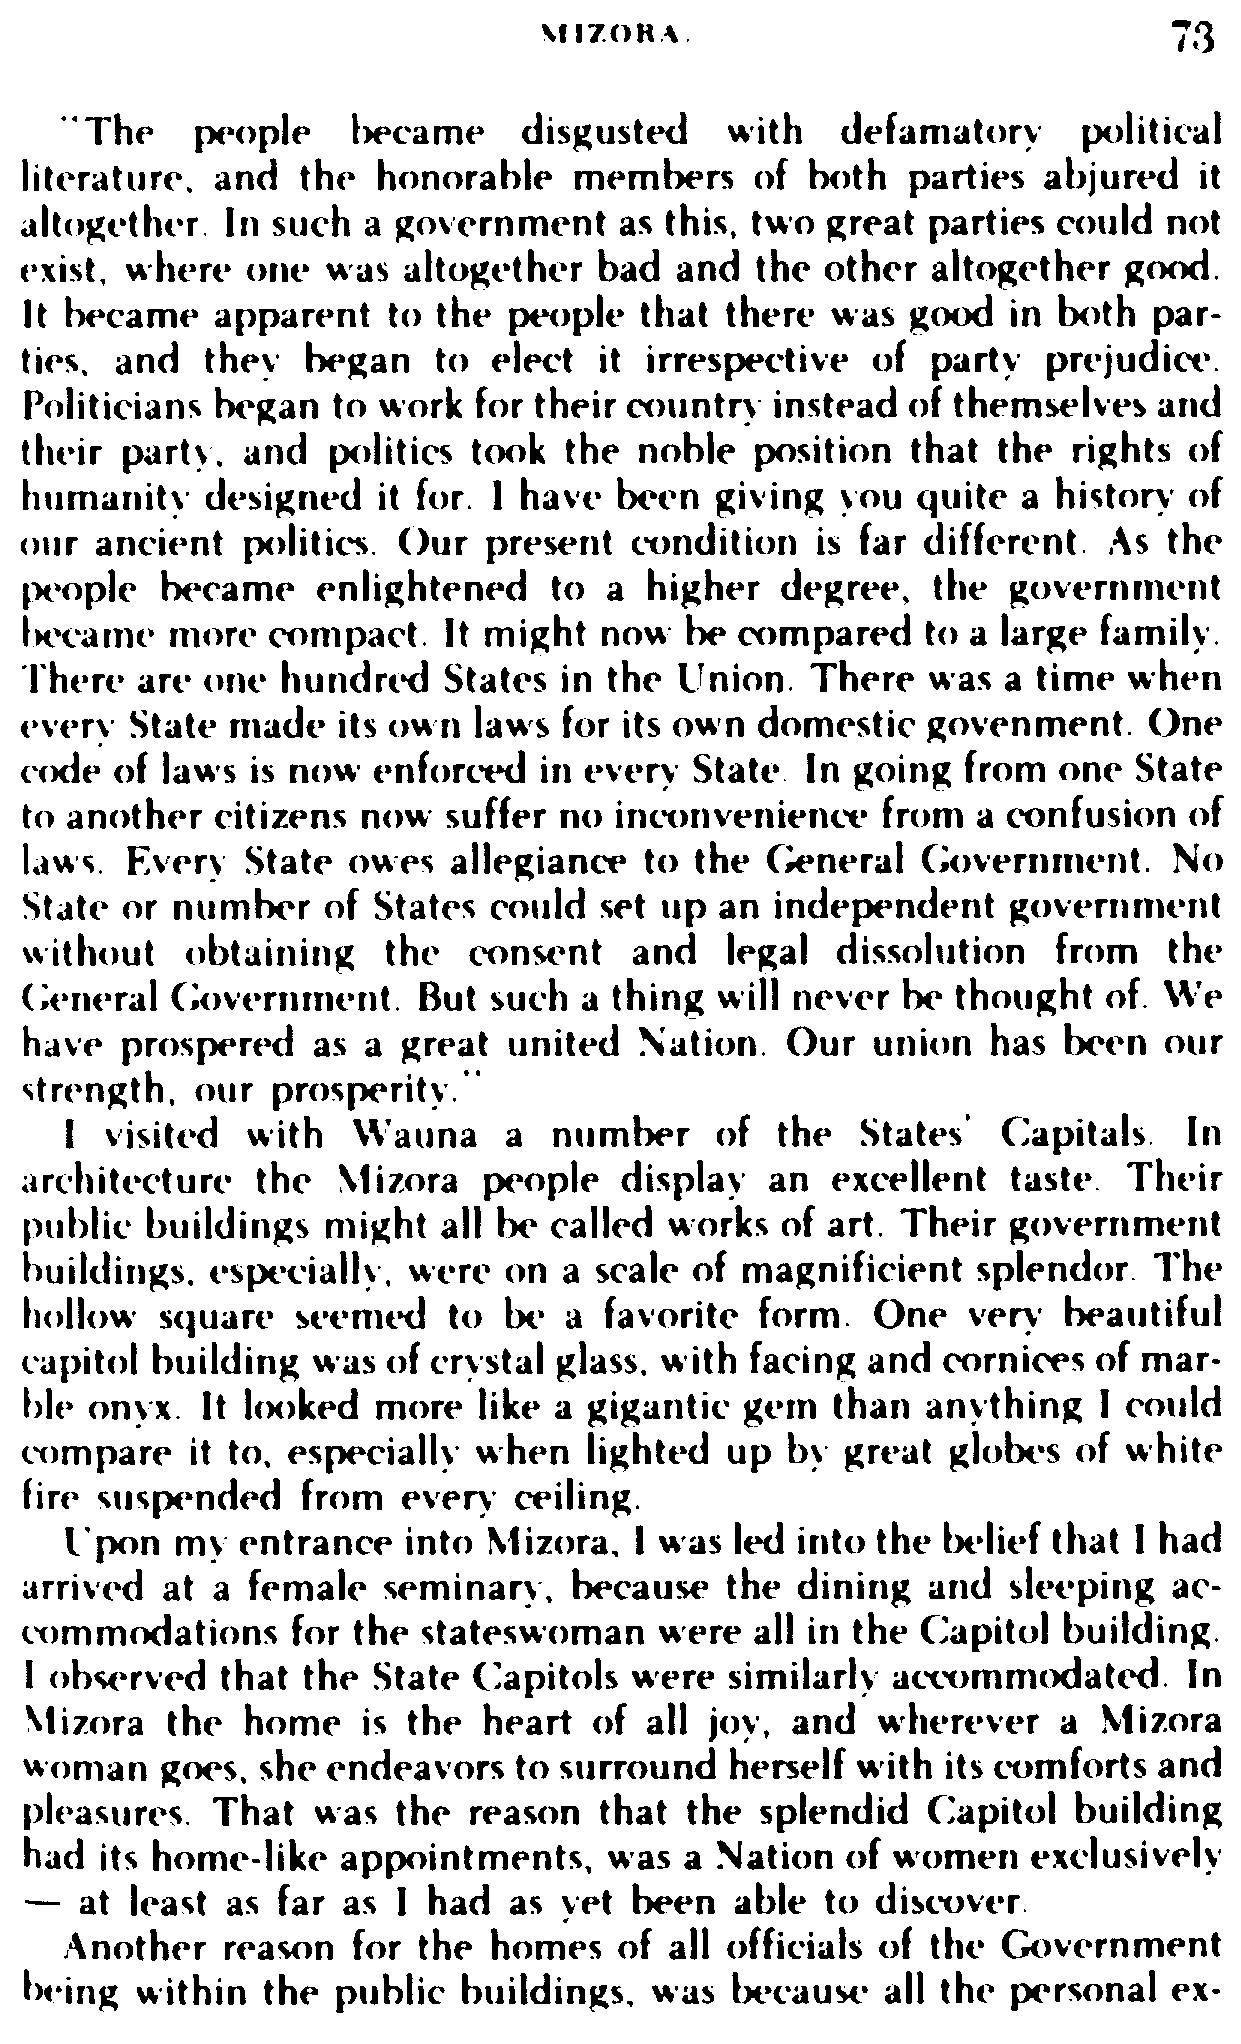 MIZORA. 73
"The people became disgusted with defamatory political
literature, and the honorable members of both parties abjured it
altogether. In such a government as this, two great parties could not
exist, where one was altogether bad and the other altogether good.
It became apparent to the people that there was good in both par-
ties, and they began to elect it irrespective of party prejudice.
Politicians began to work for their country instead of themselves and
their party, and politics took the noble position that the rights of
humanity designed it for. I have been giving you quite a history of
our ancient politics. Our present condition is far different. As the
people became enlightened to a higher degree, the government
became more compact. It might now be compared to a large family.
There are one hundred States in the Union. There was a time when
every State made its own laws for its own domestic govenment. One
code of laws is now enforced in every State. In going from one State
to another citizens now suffer no inconvenience from a confusion of
laws. Every State owes allegiance to the General Government. No
State or number of States could set up an independent government
without obtaining the consent and legal dissolution from the
General Government. But such a thing will never be thought of. We
have prospered as a great united Nation. Our union has been our
strength, our prosperity."
I visited with Wauna a number of the States' Capitals. In
architecture the Mizora people display an excellent taste. Their
public buildings might all be called works of art. Their government
buildings, especially, were on a scale of magnificient splendor. The
hollow square seemed to be a favorite form. One very beautiful
capitol building was of crystal glass, with facing and cornices of mar-
ble onyx. It looked more like a gigantic gem than anything I could
compare it to, especially when lighted up by great globes of white
fire suspended from every ceiling.
Upon my entrance into Mizora, I was led into the belief that I had
arrived at a female seminary, because the dining and sleeping ac-
commodations for the stateswoman were all in the Capitol building.
I observed that the State Capitols were similarly accommodated. In
Mizora the home is the heart of all joy, and wherever a Mizora
woman goes, she endeavors to surround herself with its comforts and
pleasures. That was the reason that the splendid Capitol building
had its home-like appointments, was a Nation of women exclusively
— at least as far as I had as yet been able to discover.
Another reason for the homes of all officials of the Government
being within the public buildings, was because all the personal ex-